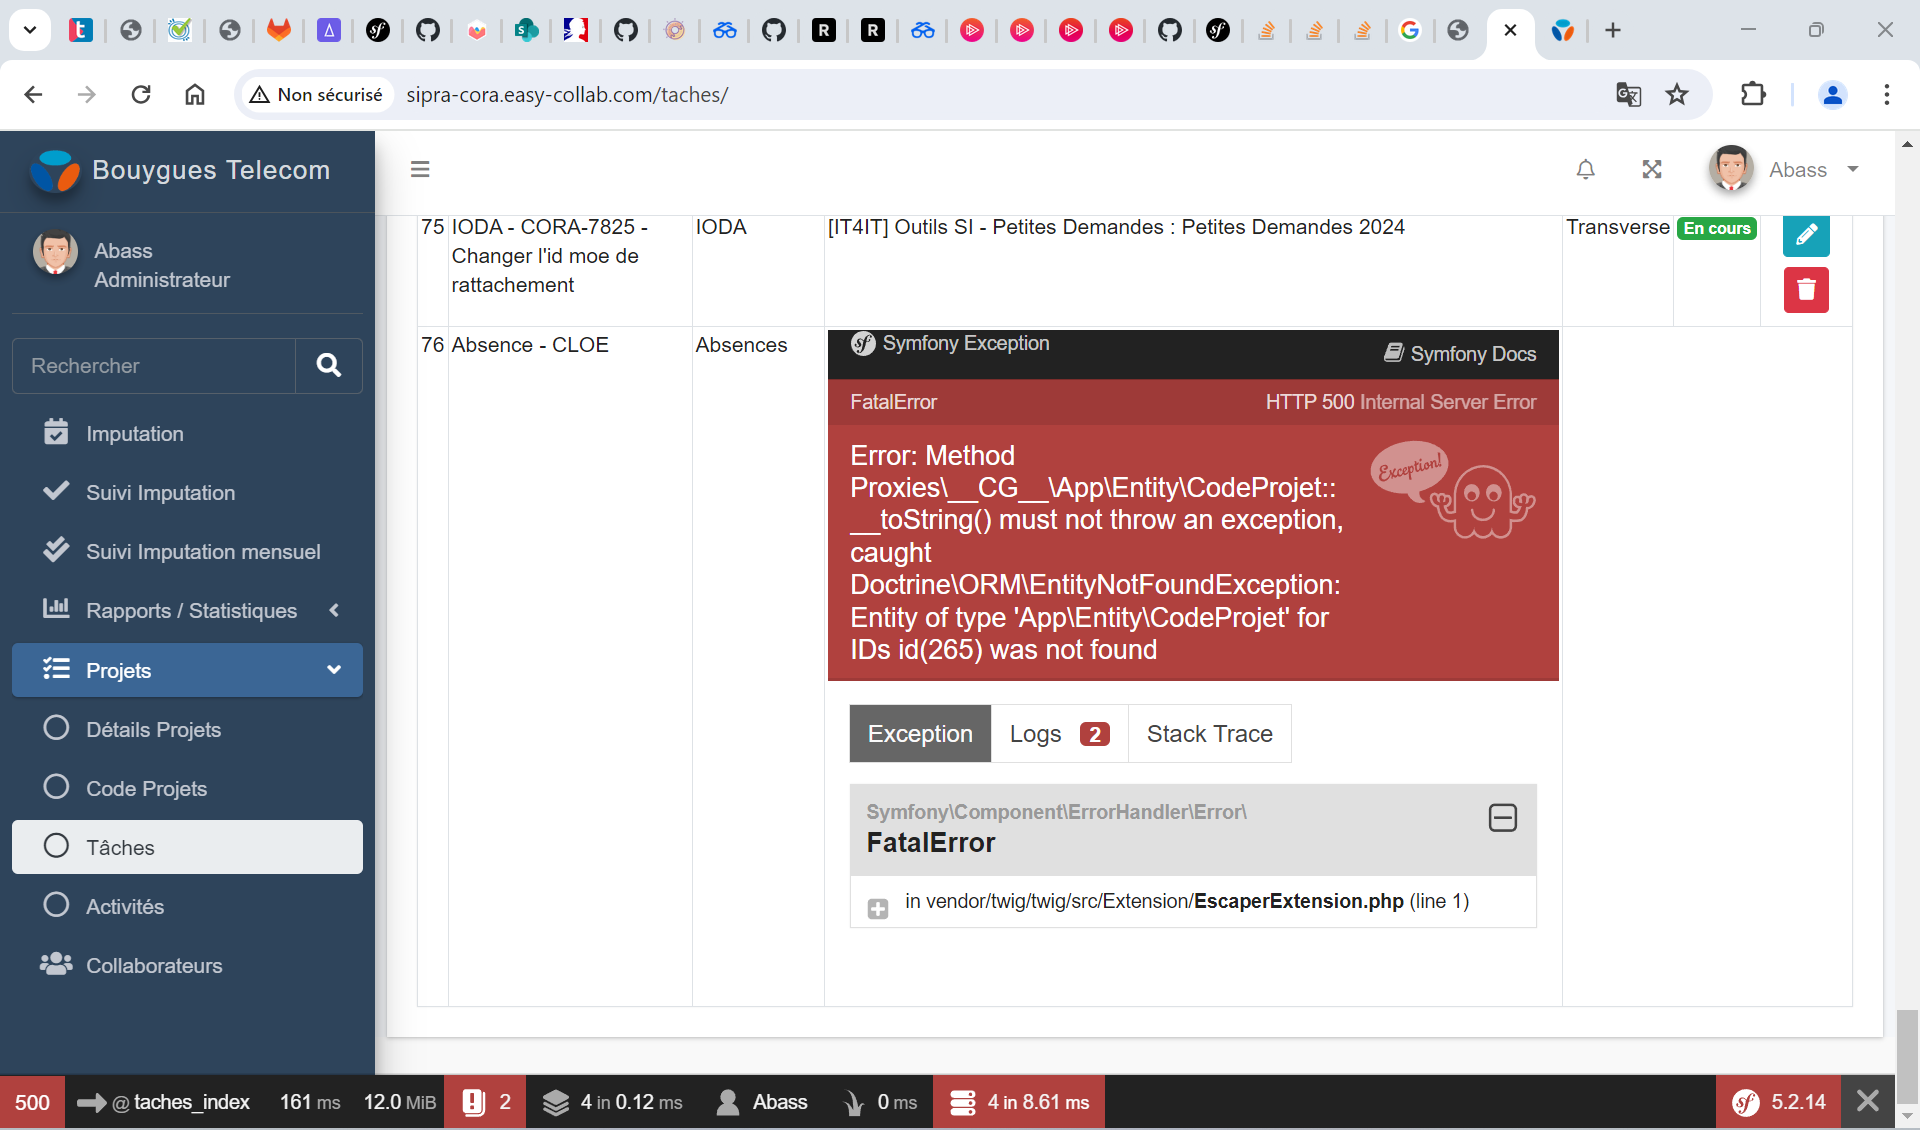 Non sécurisé
sipra-cora.easy-collab.com/taches/
Bouygues Telecom
Abass
Abass
Administrateur
Rechercher
Imputation
Suivi Imputation
Suivi Imputation mensuel
Rapports / Statistiques
Projets
Détails Projets
Code Projets
Tâches
Activités
Collaborateurs
75 IODA - CORA-7825 - Changer l'id moe de rattachement IODA [IT4IT] Outils SI - Petites Demandes : Petites Demandes 2024 Transverse En cours
76 Absence - CLOE Absences
Symfony Exception
Symfony Docs
FatalError
HTTP 500 Internal Server Error
Error: Method
Proxies\__CG__\App\Entity\CodeProjet::
__toString() must not throw an exception,
caught
Doctrine\ORM\EntityNotFoundException:
Entity of type 'App\Entity\CodeProjet' for
IDs id(265) was not found
Exception!
Exception Logs 2 Stack Trace
Symfony\Component\ErrorHandler\Error\
FatalError
in vendor/twig/twig/src/Extension/EscaperExtension.php (line 1)
500 @ taches_index 161 ms 12.0 MiB 2 4 in 0.12 ms Abass 0 ms 4 in 8.61 ms 5.2.14